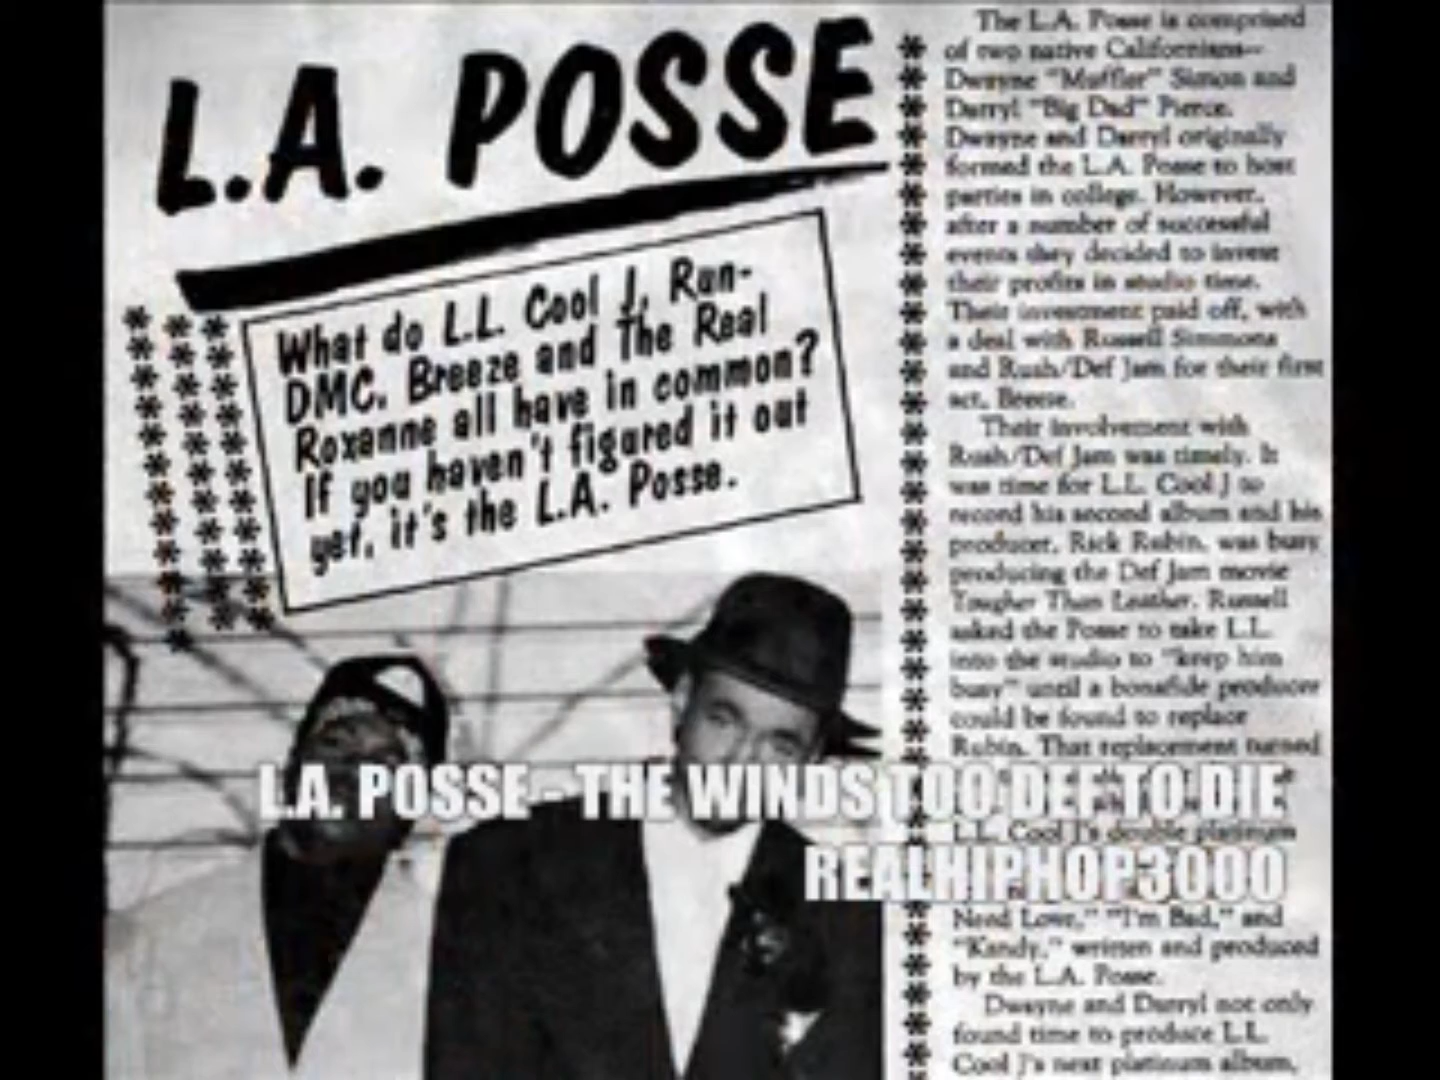 L.A. POSSE
What do L.L. Cool J, Run-
DMC, Breeze and The Real
Roxanne all have in common?
If you haven't figured it out
yet, it's the L.A. Posse.
The L.A. Posse is comprised
of two native Californians--
Dwayne "Muffler" Simon and
Darryl "Big Dad" Pierce.
Dwayne and Darryl originally
formed the L.A. Posse to host
parties in college. However,
after a number of successful
events they decided to invest
their profits in studio time.
Their investment paid off, with
a deal with Russell Simmons
and Rush/Def Jam for their first
act, Breeze.
Their involvement with
Rush/Def Jam was timely. It
was time for L.L. Cool J to
record his second album and his
producer, Rick Rubin, was busy
producing the Def Jam movie
Tougher Than Leather. Russell
asked the Posse to take L.L.
into the studio to "keep him
busy" until a bonafide producer
could be found to replace
Rubin. That replacement turned
L.L. Cool J's double platinum
Need Love," "I'm Bad," and
"Kandy," written and produced
by the L.A. Posse.
Dwayne and Darryl not only
found time to produce L.L.
Cool J's next platinum album,
L.A. POSSE - THE WINDS TOO DEF TO DIE
REALHIPHOP3000